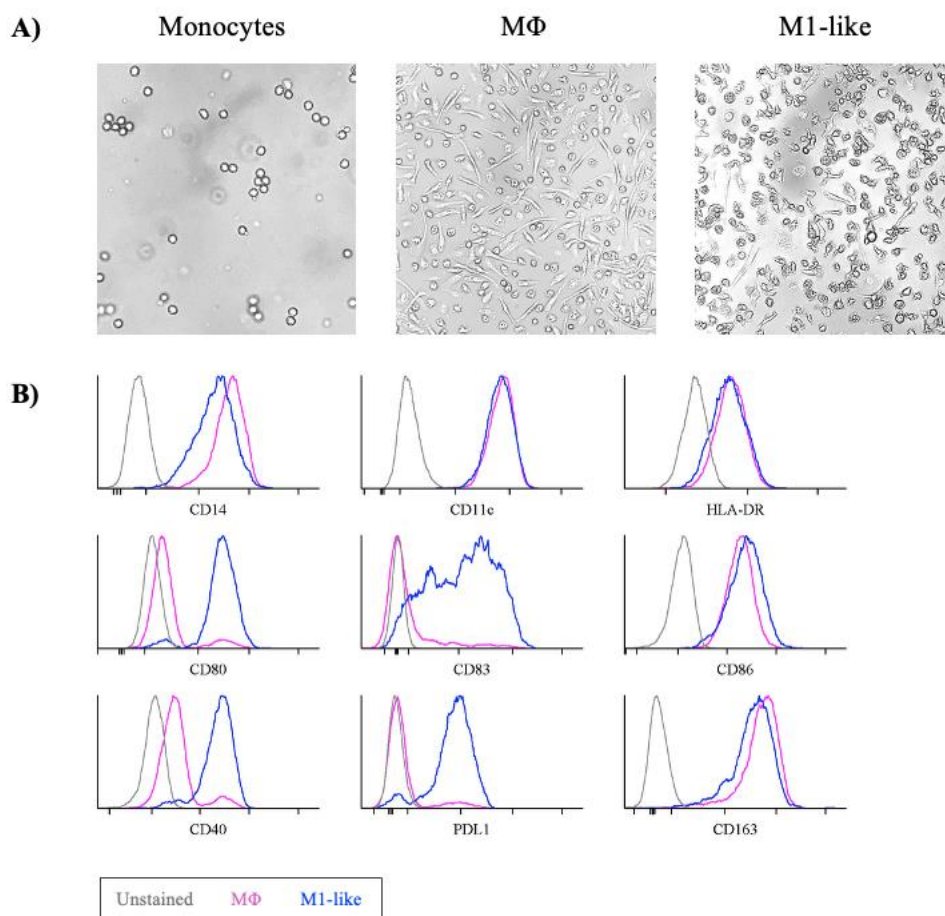 A)
Monocytes
MΦ
M1-like
B)
CD14
CD11c
HLA-DR
CD80
CD83
CD86
CD40
PDL1
CD163
Unstained MΦ M1-like